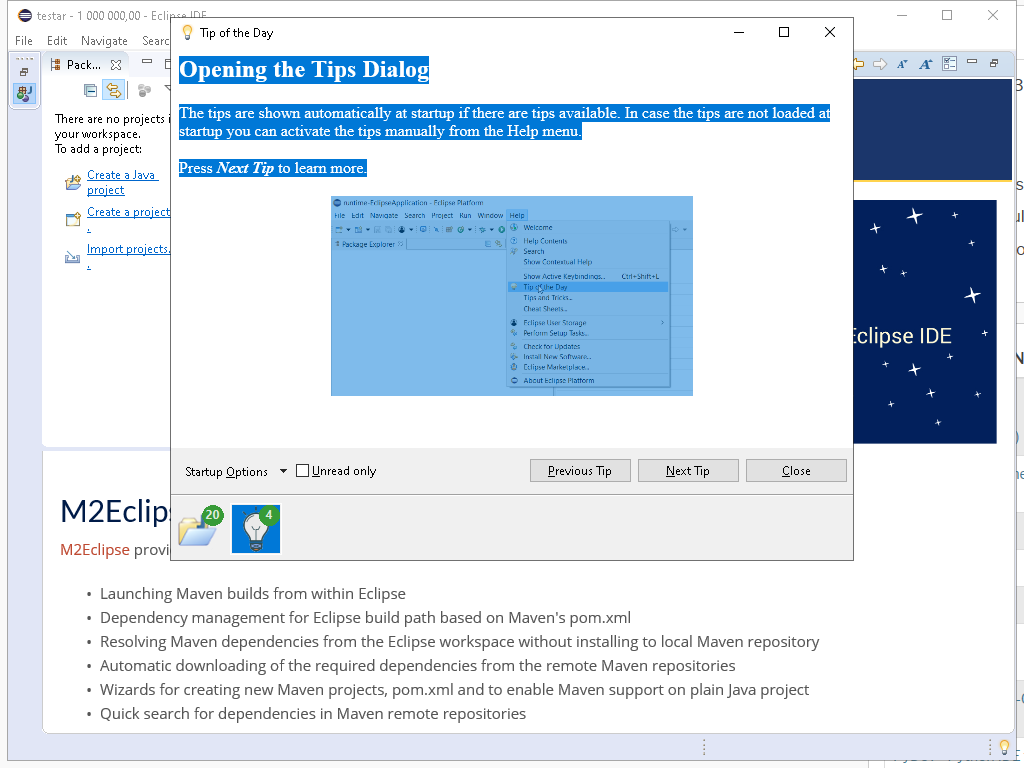 testar - 1 000 000,00 - Eclipse IDE
File Edit Navigate Searc
Tip of the Day
Pack...
There are no projects i
your workspace.
To add a project:
Create a Java
project
Create a project
.
Import projects.
.
Opening the Tips Dialog
The tips are shown automatically at startup if there are tips available. In case the tips are not loaded at
startup you can activate the tips manually from the Help menu.
Press Next Tip to learn more.
runtime-EclipseApplication - Eclipse Platform
File Edit Navigate Search Project Run Window Help
Package Explorer
Welcome
Help Contents
Search
Show Contextual Help
Show Active Keybindings... Ctrl+Shift+L
Tip of the Day
Tips and Tricks...
Cheat Sheets...
Eclipse User Storage
Perform Setup Tasks...
Check for Updates
Install New Software...
Eclipse Marketplace...
About Eclipse Platform
Eclipse IDE
Startup Options Unread only Previous Tip Next Tip Close
20 4
M2Eclips
M2Eclipse provi
• Launching Maven builds from within Eclipse
• Dependency management for Eclipse build path based on Maven's pom.xml
• Resolving Maven dependencies from the Eclipse workspace without installing to local Maven repository
• Automatic downloading of the required dependencies from the remote Maven repositories
• Wizards for creating new Maven projects, pom.xml and to enable Maven support on plain Java project
• Quick search for dependencies in Maven remote repositories